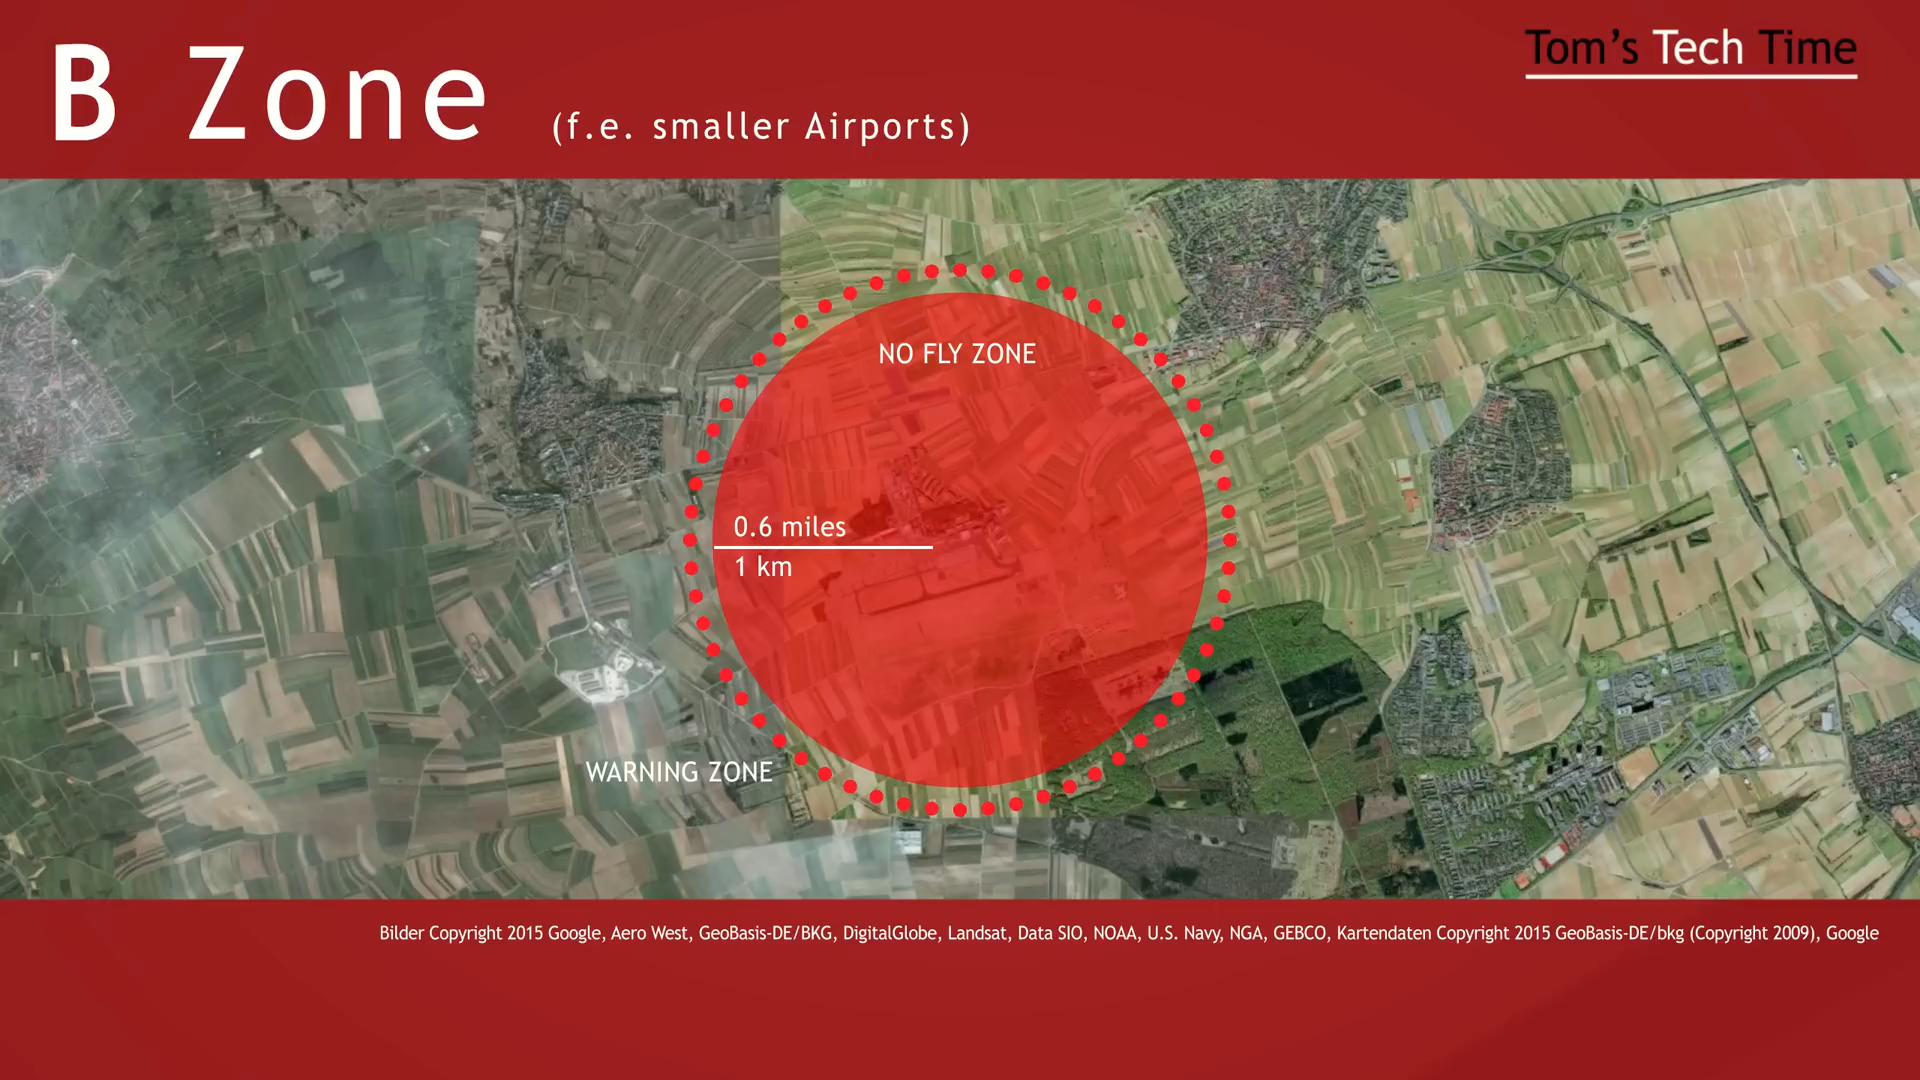 B Zone (f.e. smaller Airports)
Tom's Tech Time
NO FLY ZONE
0.6 miles
1 km
WARNING ZONE
Bilder Copyright 2015 Google, Aero West, GeoBasis-DE/BKG, DigitalGlobe, Landsat, Data SIO, NOAA, U.S. Navy, NGA, GEBCO, Kartendaten Copyright 2015 GeoBasis-DE/bkg (Copyright 2009), Google